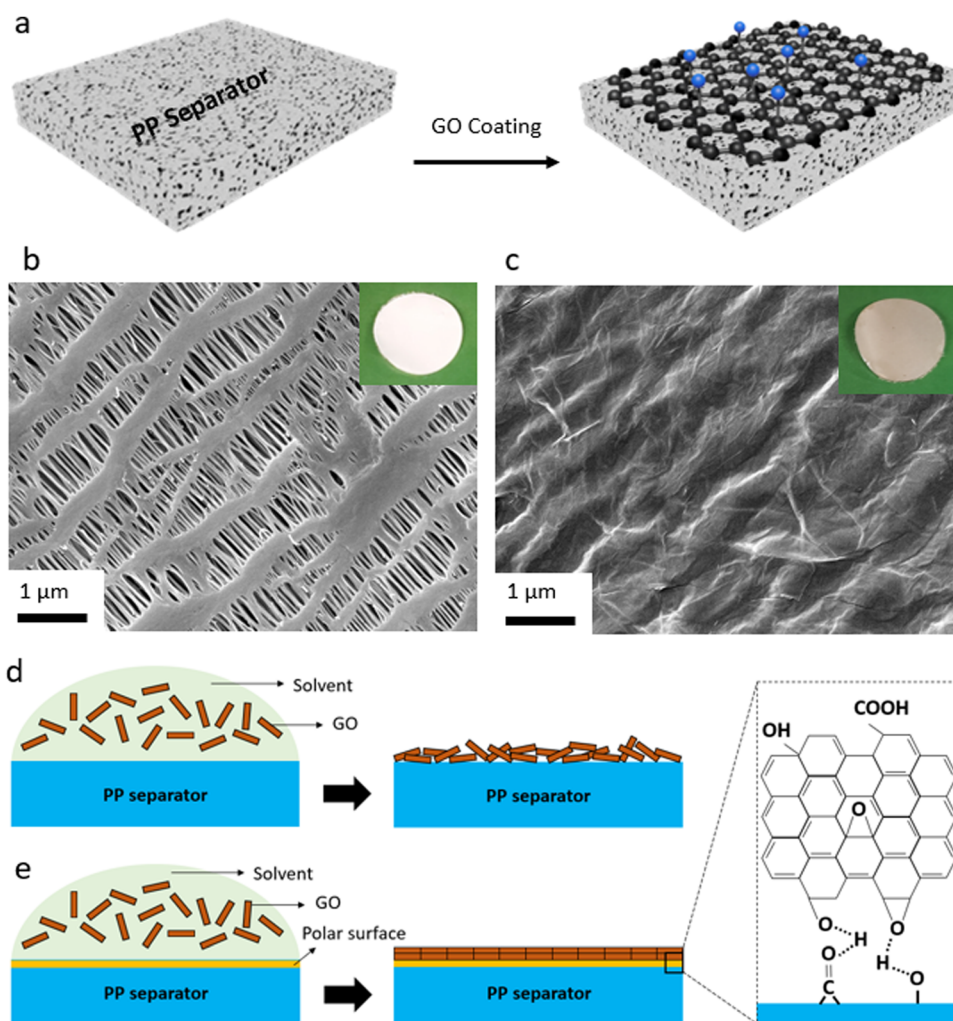 a
PP Separator
GO Coating
b
c
1 μm
1 μm
d
Solvent
GO
PP separator
PP separator
e
Solvent
GO
Polar surface
PP separator
PP separator
OH
COOH
O
O
O
H
O
H
O
C